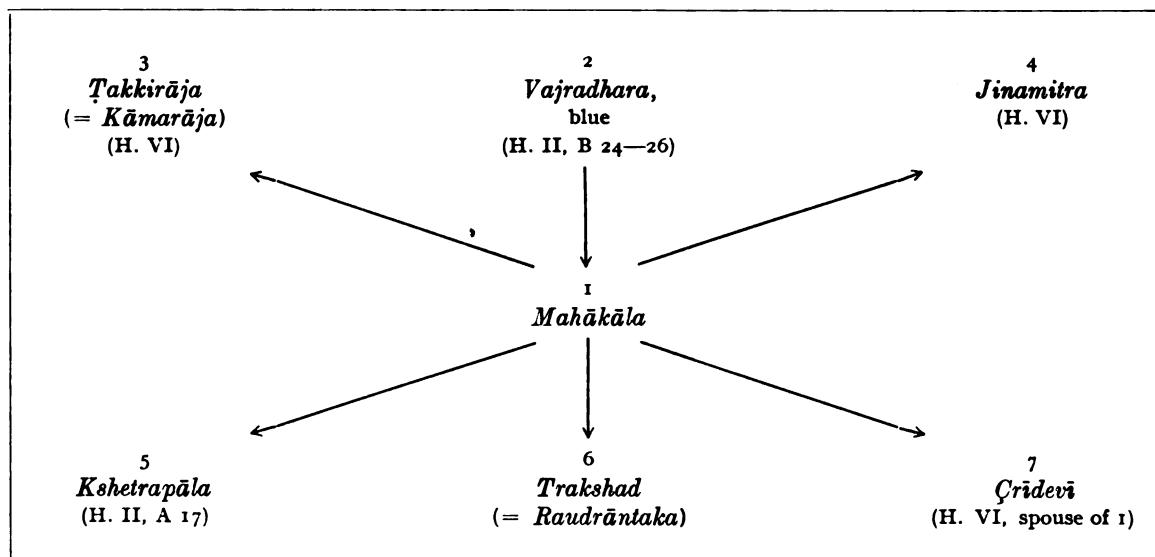 3
Ṭakkirāja
(= Kāmarāja)
(H. VI)
2
Vajradhara,
blue
(H. II, B 24—26)
4
Jinamitra
(H. VI)
1
Mahākāla
5
Kshetrapāla
(H. II, A 17)
6
Trakshad
(= Raudrāntaka)
7
Çrīdevī
(H. VI, spouse of 1)